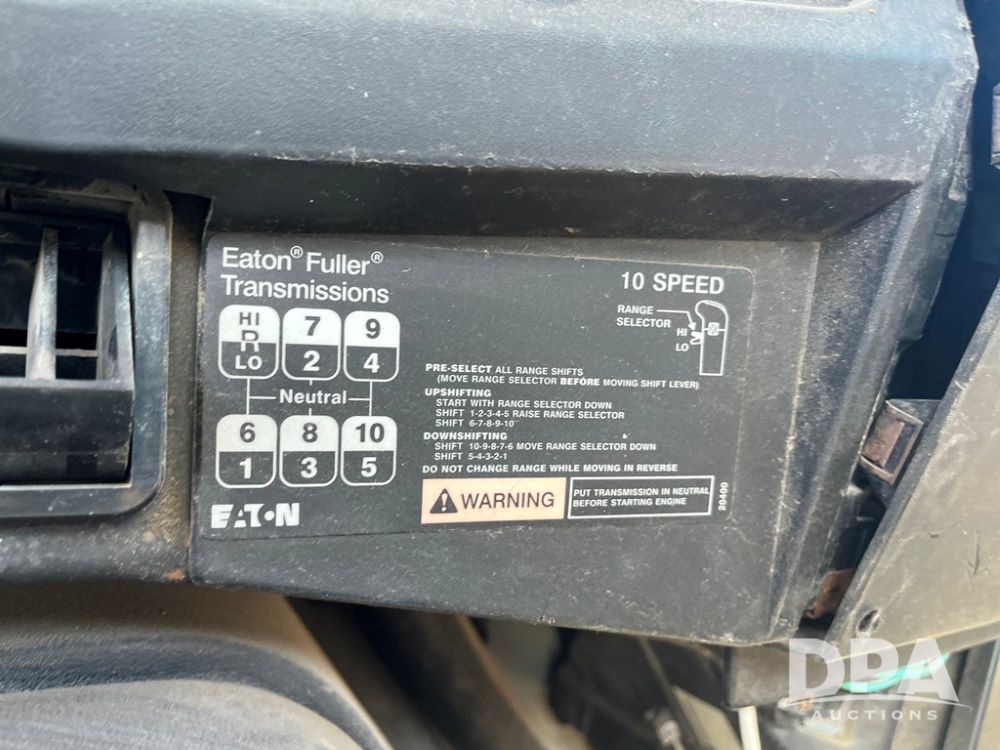 Eaton® Fuller®
Transmissions
10 SPEED
RANGE
SELECTOR
HI
LO
HI 7 9
R
LO 2 4
Neutral
6 8 10
1 3 5
EATON
PRE-SELECT ALL RANGE SHIFTS
(MOVE RANGE SELECTOR BEFORE MOVING SHIFT LEVER)
UPSHIFTING
START WITH RANGE SELECTOR DOWN
SHIFT 1-2-3-4-5 RAISE RANGE SELECTOR
SHIFT 6-7-8-9-10
DOWNSHIFTING
SHIFT 10-9-8-7-6 MOVE RANGE SELECTOR DOWN
SHIFT 5-4-3-2-1
DO NOT CHANGE RANGE WHILE MOVING IN REVERSE
WARNING
PUT TRANSMISSION IN NEUTRAL
BEFORE STARTING ENGINE
20400
DPA
AUCTIONS